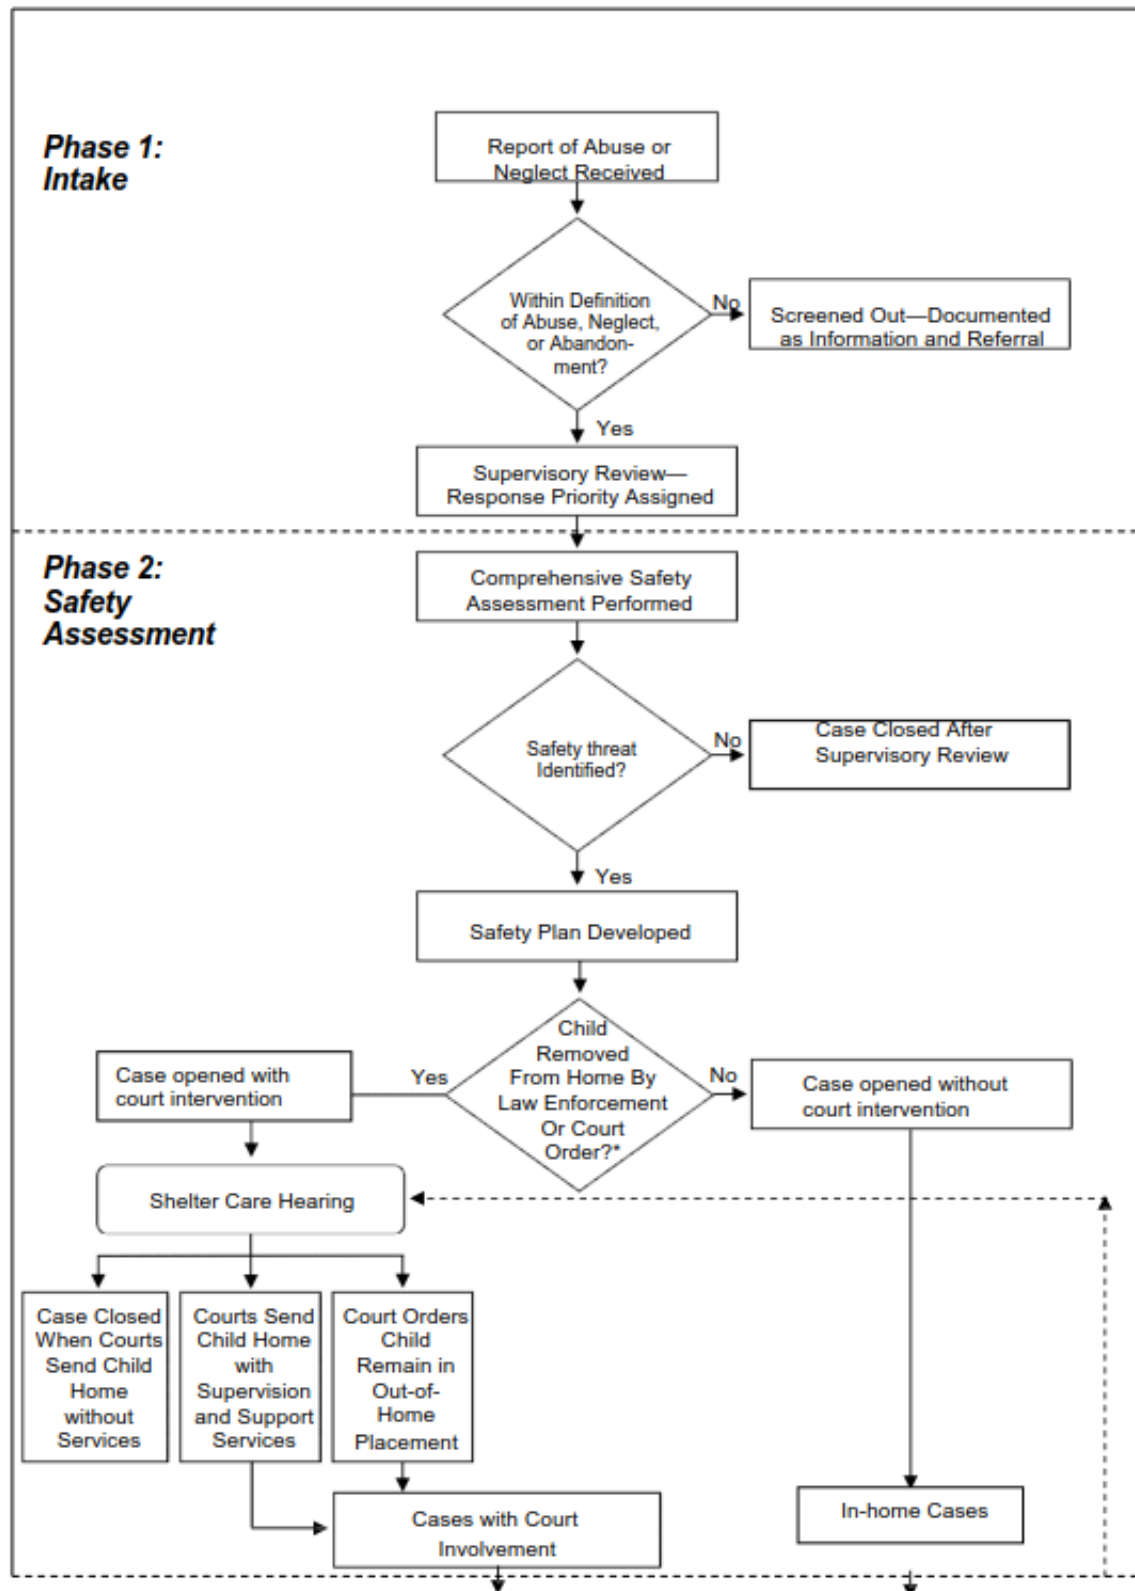 Phase 1:
Intake
Report of Abuse or
Neglect Received
Within Definition
of Abuse, Neglect,
or Abandon-
ment?
No
Screened Out—Documented
as Information and Referral
Yes
Supervisory Review—
Response Priority Assigned
Phase 2:
Safety
Assessment
Comprehensive Safety
Assessment Performed
Safety threat
Identified?
No
Case Closed After
Supervisory Review
Yes
Safety Plan Developed
Child
Removed
From Home By
Law Enforcement
Or Court
Order?*
Yes
No
Case opened with
court intervention
Case opened without
court intervention
Shelter Care Hearing
Case Closed
When Courts
Send Child
Home
without
Services
Courts Send
Child Home
with
Supervision
and Support
Services
Court Orders
Child
Remain in
Out-of-
Home
Placement
Cases with Court
Involvement
In-home Cases